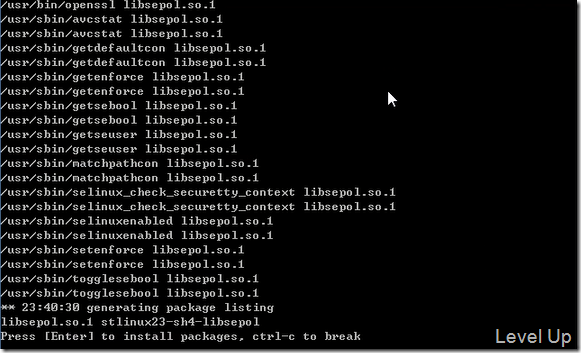 /usr/bin/openssl libsepol.so.1
/usr/sbin/avcstat libsepol.so.1
/usr/sbin/avcstat libsepol.so.1
/usr/sbin/getdefaultcon libsepol.so.1
/usr/sbin/getdefaultcon libsepol.so.1
/usr/sbin/getenforce libsepol.so.1
/usr/sbin/getenforce libsepol.so.1
/usr/sbin/getsebool libsepol.so.1
/usr/sbin/getsebool libsepol.so.1
/usr/sbin/getseuser libsepol.so.1
/usr/sbin/getseuser libsepol.so.1
/usr/sbin/matchpathcon libsepol.so.1
/usr/sbin/matchpathcon libsepol.so.1
/usr/sbin/selinux_check_securetty_context libsepol.so.1
/usr/sbin/selinux_check_securetty_context libsepol.so.1
/usr/sbin/selinuxenabled libsepol.so.1
/usr/sbin/selinuxenabled libsepol.so.1
/usr/sbin/setenforce libsepol.so.1
/usr/sbin/setenforce libsepol.so.1
/usr/sbin/togglesebool libsepol.so.1
/usr/sbin/togglesebool libsepol.so.1
** 23:40:30 generating package listing
libsepol.so.1 stlinux23-sh4-libsepol
Press [Enter] to install packages, ctrl-c to break
Level Up